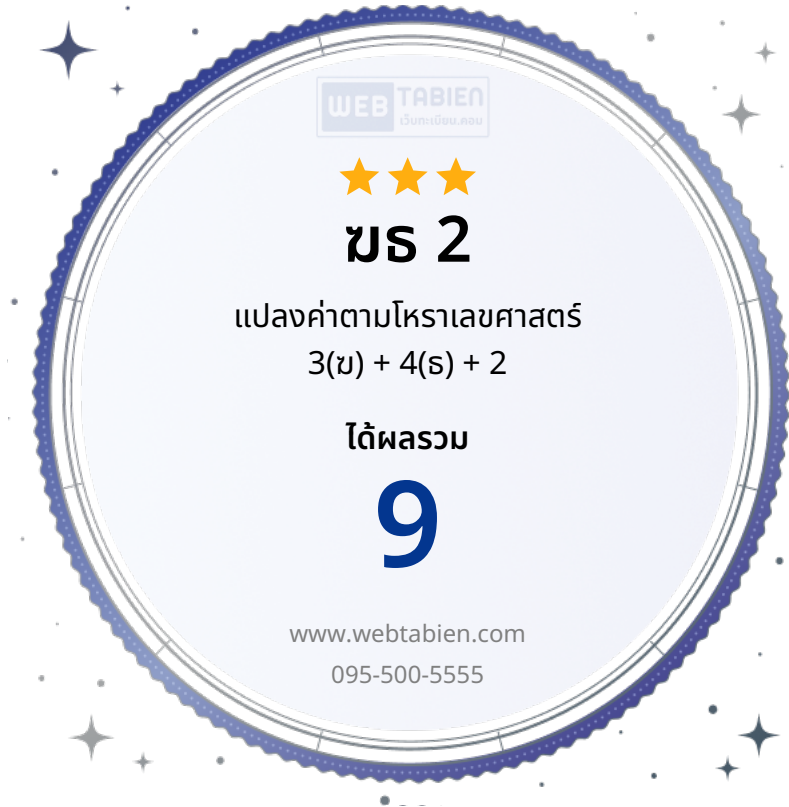 WEB TABIEN
เว็บทะเบียน.คอม
ฆธ 2
แปลงค่าตามโหราเลขศาสตร์
3(ฆ) + 4(ธ) + 2
ได้ผลรวม
9
www.webtabien.com
095-500-5555